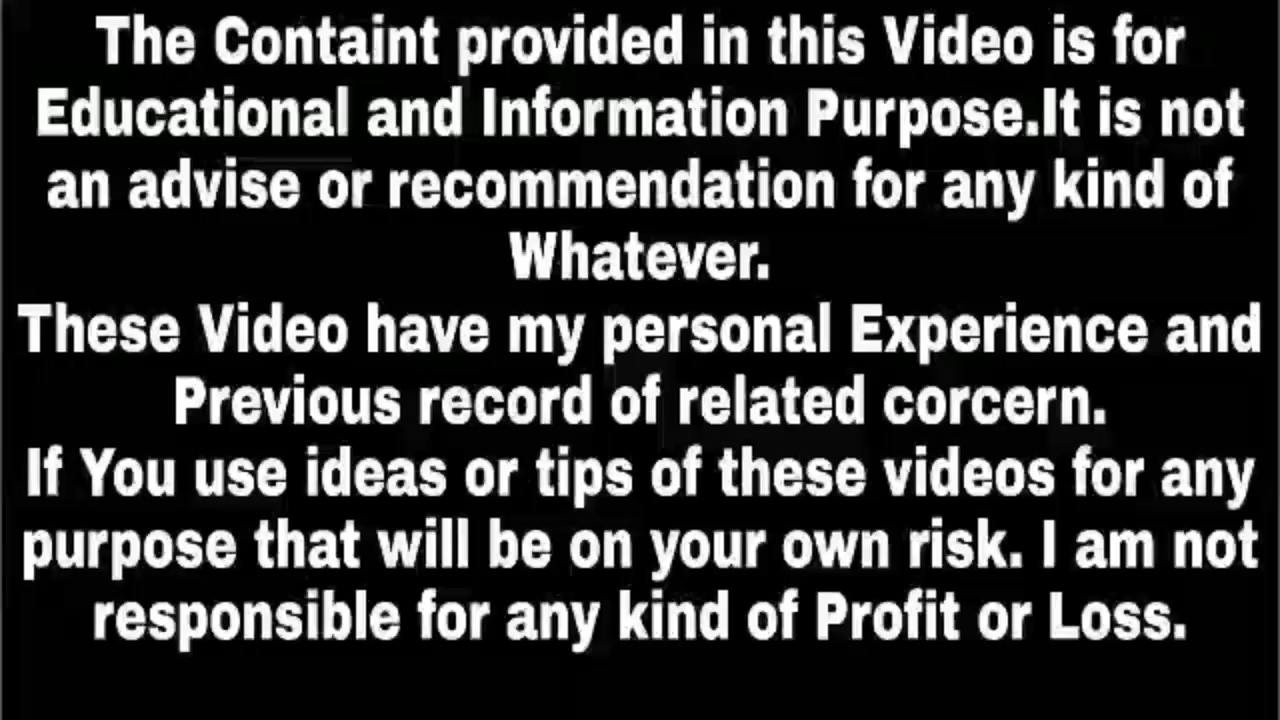 The Containt provided in this Video is for
Educational and Information Purpose.It is not
an advise or recommendation for any kind of
Whatever.
These Video have my personal Experience and
Previous record of related corcern.
If You use ideas or tips of these videos for any
purpose that will be on your own risk. I am not
responsible for any kind of Profit or Loss.